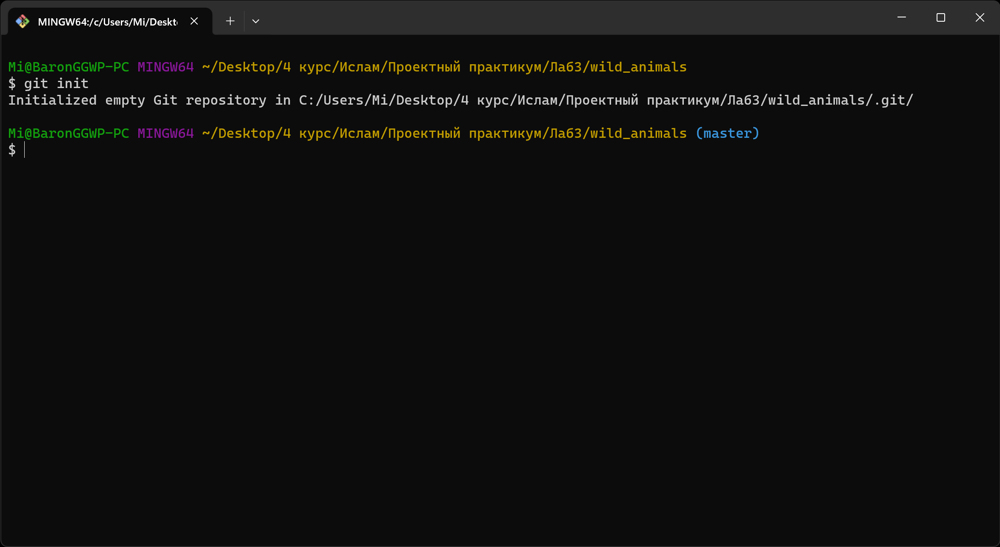 MINGW64:/c/Users/Mi/Deskt
Mi@BaronGGWP-PC MINGW64 ~/Desktop/4 курс/Ислам/Проектный практикум/Лаб3/wild_animals
$ git init
Initialized empty Git repository in C:/Users/Mi/Desktop/4 курс/Ислам/Проектный практикум/Лаб3/wild_animals/.git/
Mi@BaronGGWP-PC MINGW64 ~/Desktop/4 курс/Ислам/Проектный практикум/Лаб3/wild_animals (master)
$